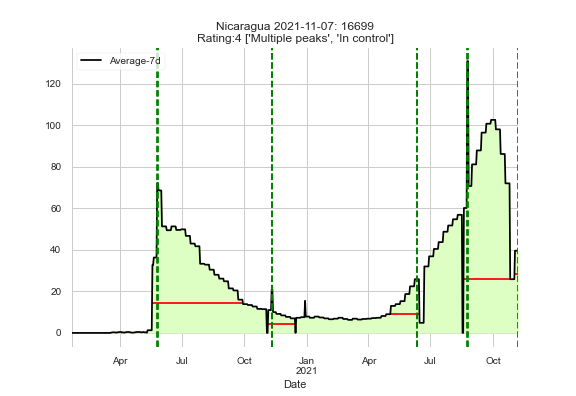 Nicaragua 2021-11-07: 16699
Rating:4 ['Multiple peaks', 'In control']
Average-7d
120
100
80
60
40
20
0
Apr Jul Oct Jan Apr Jul Oct
2021
Date